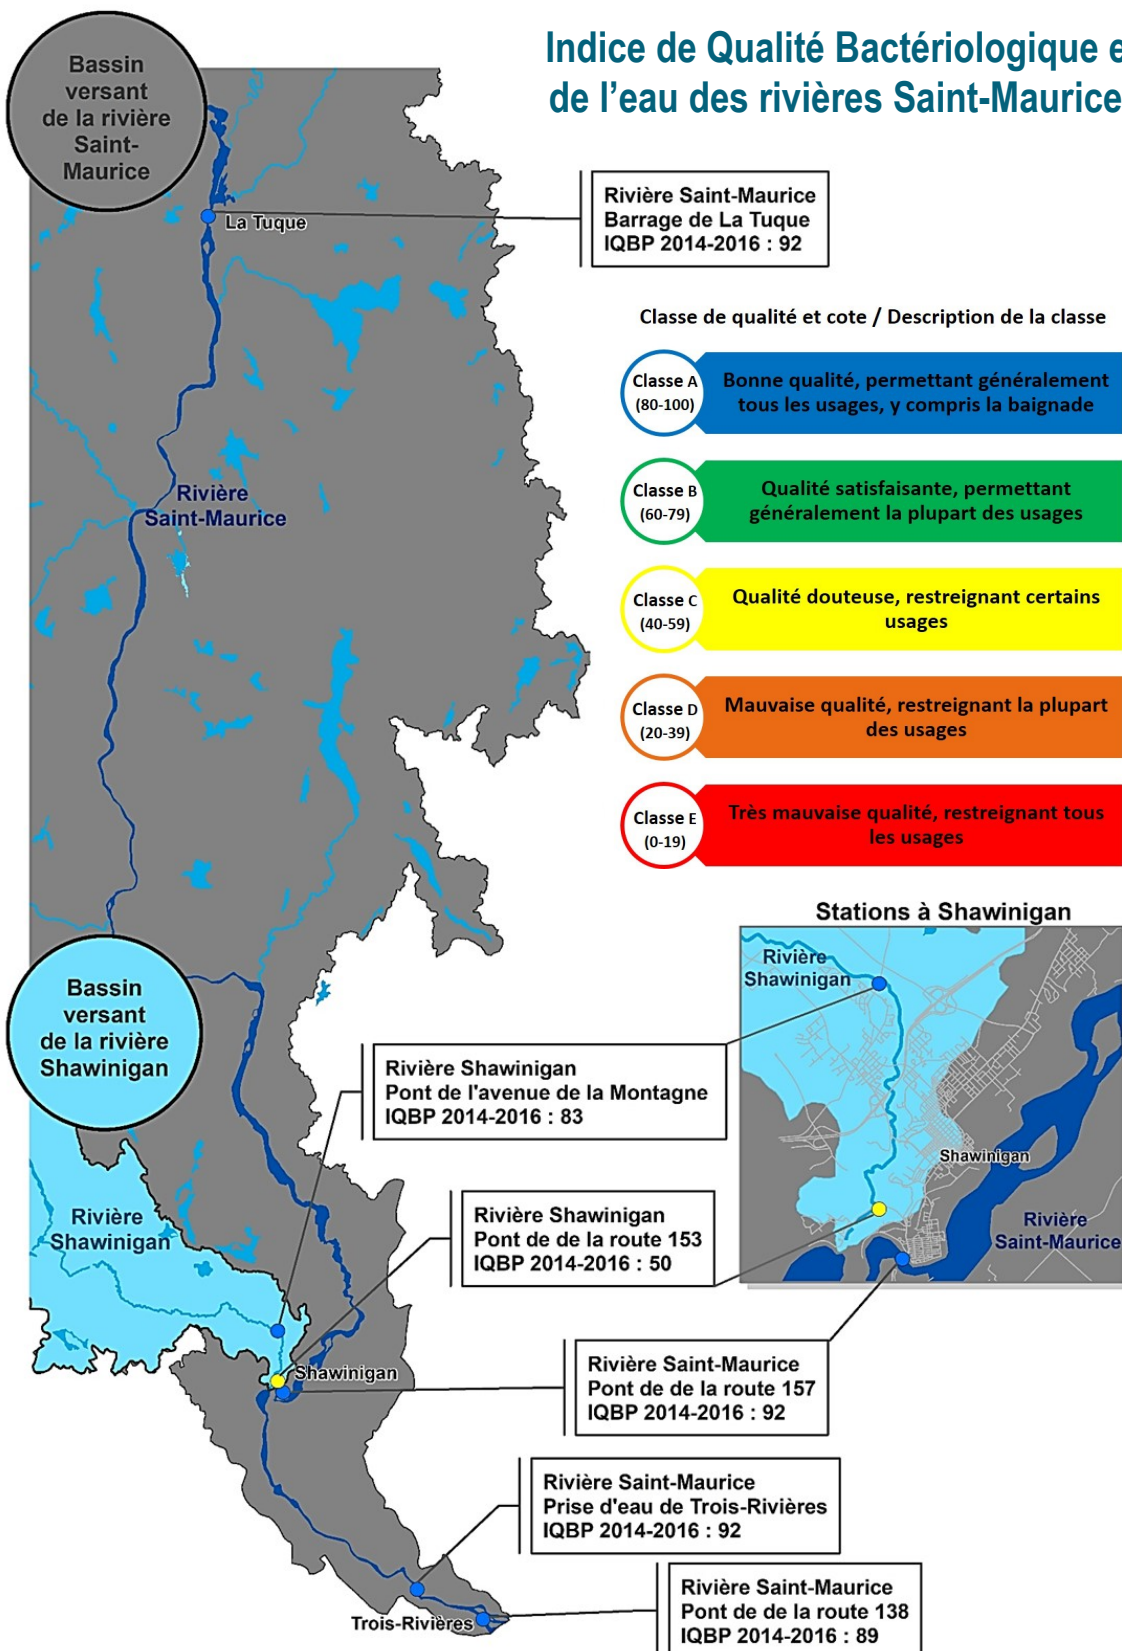 Indice de Qualité Bactériologique e
de l'eau des rivières Saint-Maurice
Bassin
versant
de la rivière
Saint-
Maurice
La Tuque
Rivière Saint-Maurice
Barrage de La Tuque
IQBP 2014-2016 : 92
Classe de qualité et cote / Description de la classe
Classe A
(80-100)
Bonne qualité, permettant généralement
tous les usages, y compris la baignade
Classe B
(60-79)
Qualité satisfaisante, permettant
généralement la plupart des usages
Classe C
(40-59)
Qualité douteuse, restreignant certains
usages
Classe D
(20-39)
Mauvaise qualité, restreignant la plupart
des usages
Classe E
(0-19)
Très mauvaise qualité, restreignant tous
les usages
Rivière
Saint-Maurice
Stations à Shawinigan
Rivière
Shawinigan
Shawinigan
Rivière
Saint-Maurice
Bassin
versant
de la rivière
Shawinigan
Rivière Shawinigan
Pont de l'avenue de la Montagne
IQBP 2014-2016 : 83
Rivière
Shawinigan
Rivière Shawinigan
Pont de de la route 153
IQBP 2014-2016 : 50
Shawinigan
Rivière Saint-Maurice
Pont de de la route 157
IQBP 2014-2016 : 92
Rivière Saint-Maurice
Prise d'eau de Trois-Rivières
IQBP 2014-2016 : 92
Trois-Rivières
Rivière Saint-Maurice
Pont de de la route 138
IQBP 2014-2016 : 89